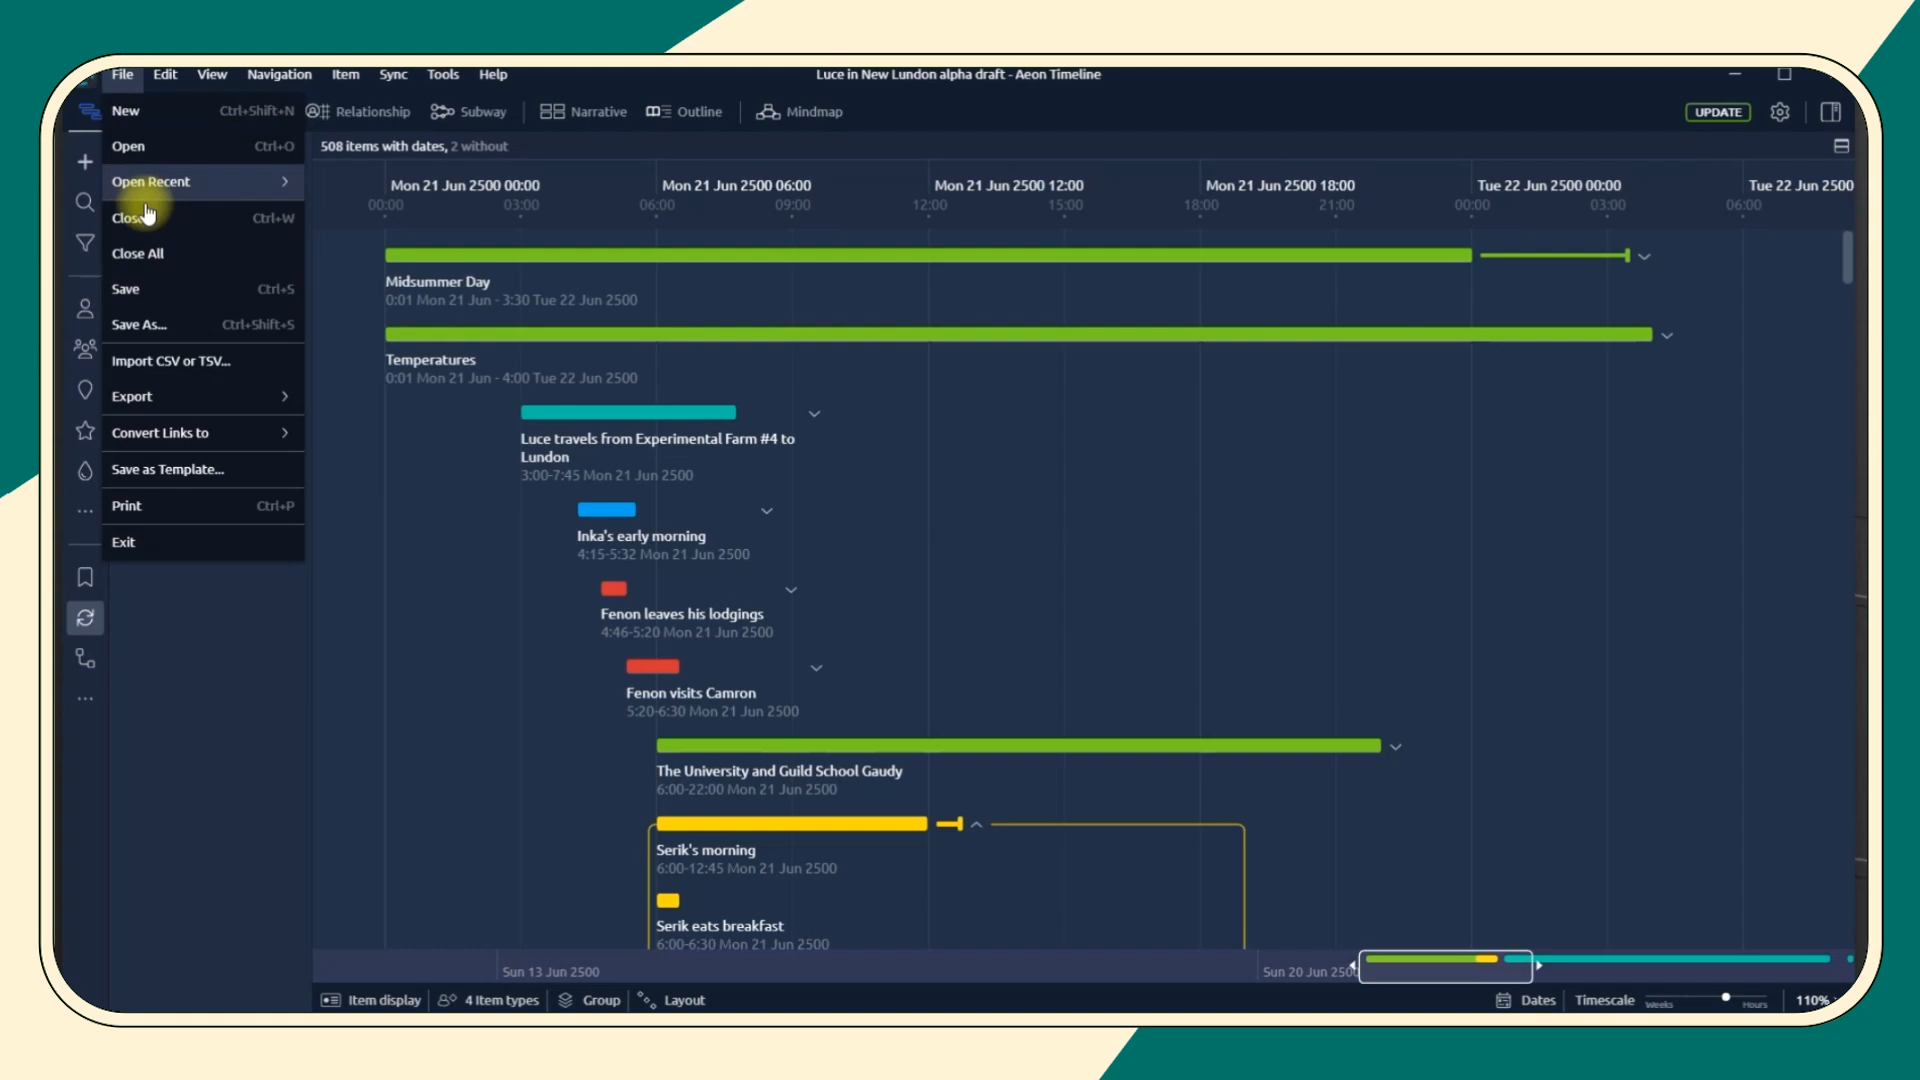 File Edit View Navigation Item Sync Tools Help
Luce in New Lundon alpha draft - Aeon Timeline
New Ctrl+Shift+N
Open Ctrl+O
Open Recent
Close Ctrl+W
Close All
Save Ctrl+S
Save As... Ctrl+Shift+S
Import CSV or TSV...
Export
Convert Links to
Save as Template...
Print Ctrl+P
Exit
Relationship Subway Narrative Outline Mindmap
UPDATE
508 items with dates, 2 without
Mon 21 Jun 2500 00:00 Mon 21 Jun 2500 06:00 Mon 21 Jun 2500 12:00 Mon 21 Jun 2500 18:00 Tue 22 Jun 2500 00:00 Tue 22 Jun 2500
00:00 03:00 06:00 09:00 12:00 15:00 18:00 21:00 00:00 03:00 06:00
Midsummer Day
0:01 Mon 21 Jun - 3:30 Tue 22 Jun 2500
Temperatures
0:01 Mon 21 Jun - 4:00 Tue 22 Jun 2500
Luce travels from Experimental Farm #4 to
Lundon
3:00-7:45 Mon 21 Jun 2500
Inka's early morning
4:15-5:32 Mon 21 Jun 2500
Fenon leaves his lodgings
4:46-5:20 Mon 21 Jun 2500
Fenon visits Camron
5:20-6:30 Mon 21 Jun 2500
The University and Guild School Gaudy
6:00-22:00 Mon 21 Jun 2500
Serik's morning
6:00-12:45 Mon 21 Jun 2500
Serik eats breakfast
6:00-6:30 Mon 21 Jun 2500
Sun 13 Jun 2500 Sun 20 Jun 2500
Item display 4 Item types Group Layout
Dates Timescale Weeks Hours 110%